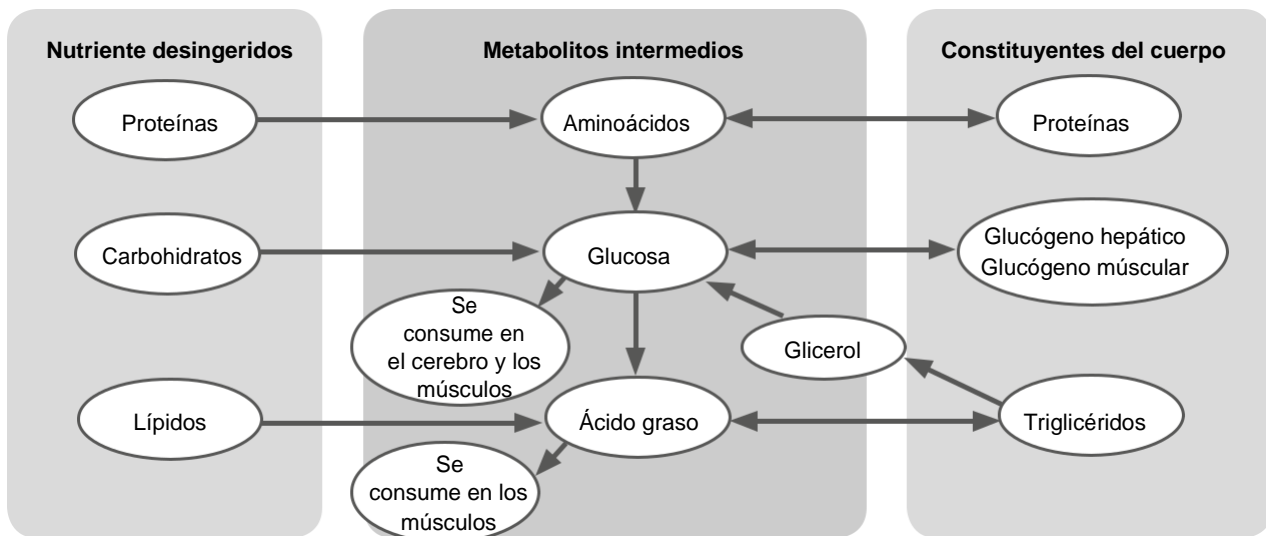 Nutriente desingeridos
Metabolitos intermedios
Constituyentes del cuerpo
Proteínas
Aminoácidos
Proteínas
Carbohidratos
Glucosa
Glucógeno hepático
Glucógeno múscular
Se
consume en
el cerebro y los
músculos
Glicerol
Lípidos
Ácido graso
Triglicéridos
Se
consume en los
músculos